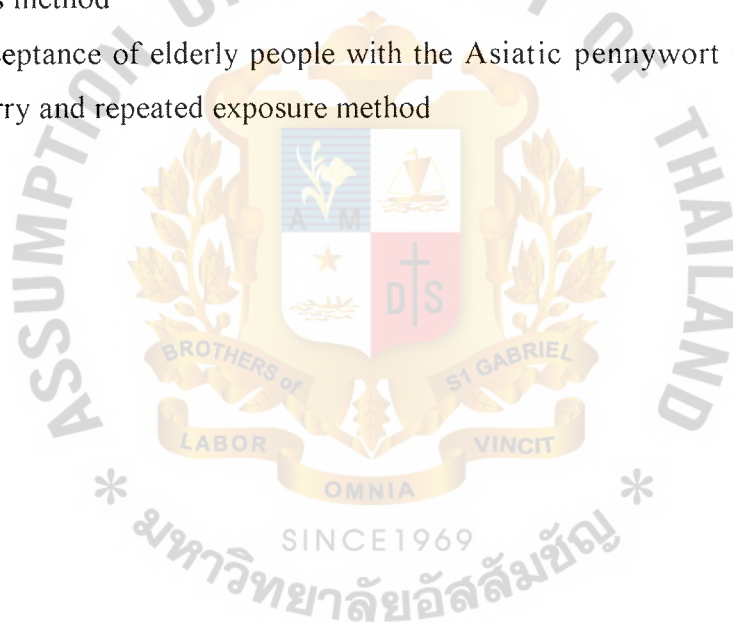 s method
eptance of elderly people with the Asiatic pennywort
rry and repeated exposure method
ASSUMPTION
THAILAND
A M
D S
BROTHERS of
S1 GABRIEL
LABOR
VINCIT
OMNIA
* *
SINCE1969
มหาวิทยาลัยอัสสัมชัญ